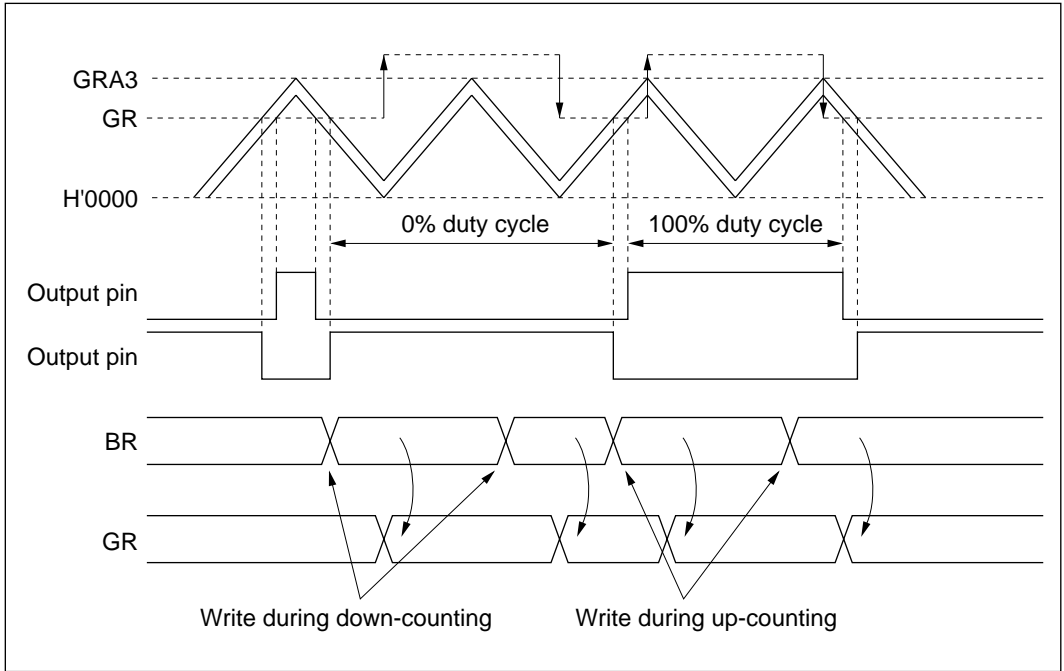 GRA3
GR
H'0000
0% duty cycle
100% duty cycle
Output pin
Output pin
BR
GR
Write during down-counting
Write during up-counting